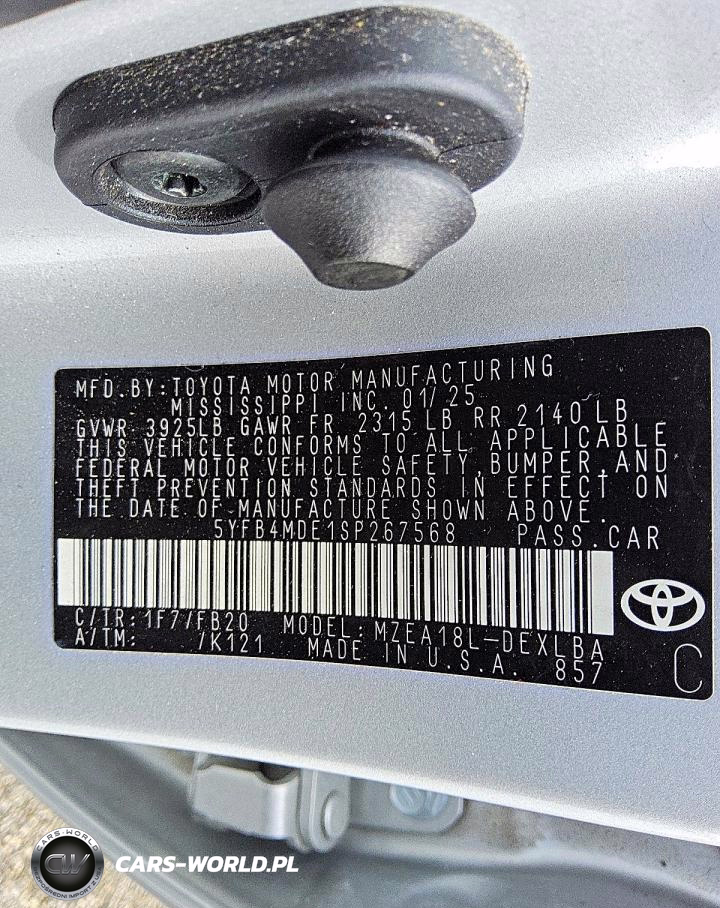 MFD.BY:TOYOTA MOTOR MANUFACTURING
MISSISSIPPI INC. 01/25
GVWR 3925LB GAWR FR 2315 LB RR 2140 LB
THIS VEHICLE CONFORMS TO ALL APPLICABLE
FEDERAL MOTOR VEHICLE SAFETY,BUMPER,AND
THEFT PREVENTION STANDARDS IN EFFECT ON
THE DATE OF MANUFACTURE SHOWN ABOVE.
5YFB4MDE1SP267568 PASS.CAR
C/TR:1F7/FB20 MODEL:MZEA18L-DEXLBA
A/TM: /K121 MADE IN U.S.A. 857
C
CARS-WORLD
CW
CARS-WORLD.PL